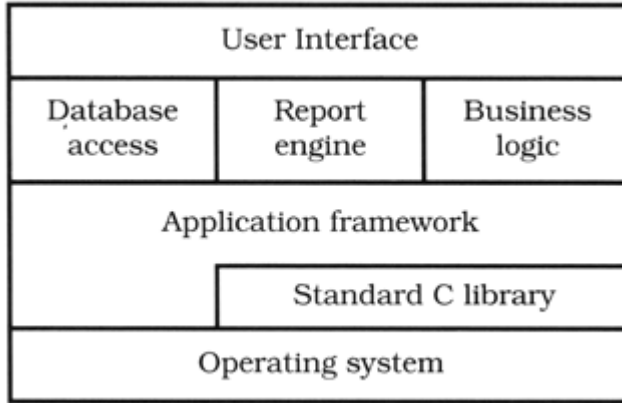 User Interface
Database
access
Report
engine
Business
logic
Application framework
Standard C library
Operating system